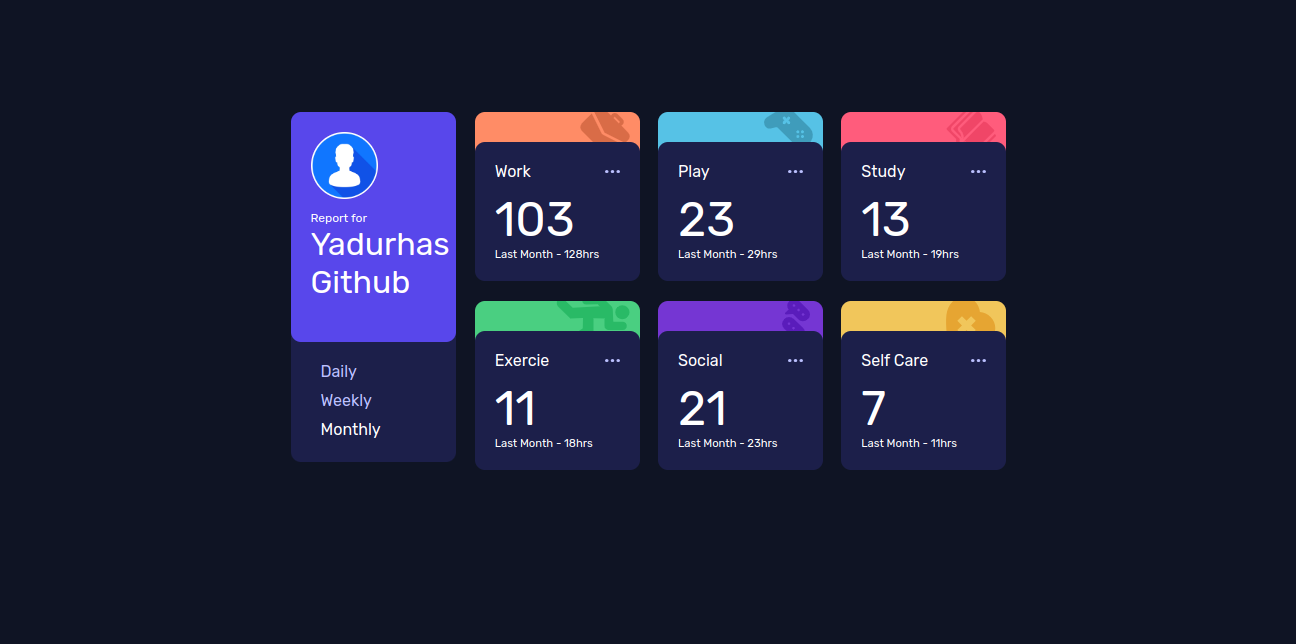 Report for
Yadurhas
Github
Daily
Weekly
Monthly
Work
103
Last Month - 128hrs
Play
23
Last Month - 29hrs
Study
13
Last Month - 19hrs
Exercie
11
Last Month - 18hrs
Social
21
Last Month - 23hrs
Self Care
7
Last Month - 11hrs